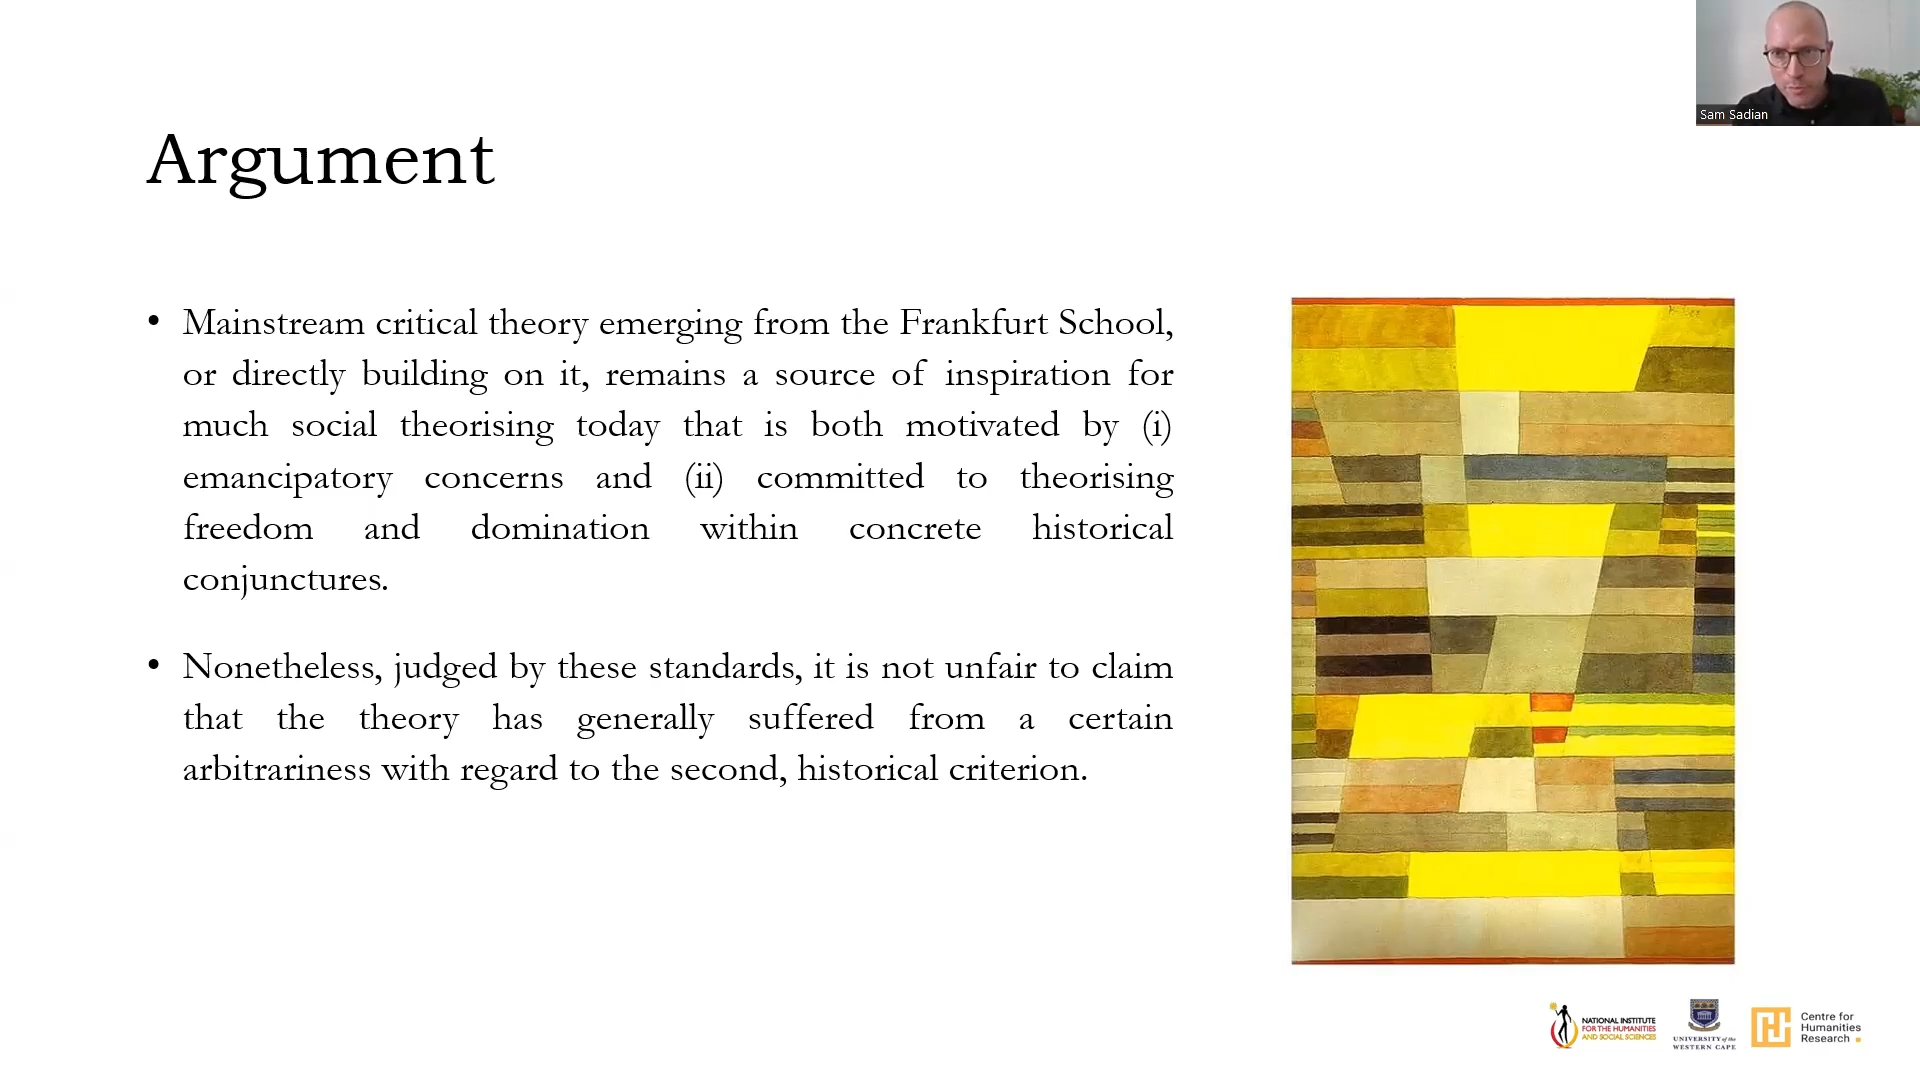 Sam Sadian
Argument
• Mainstream critical theory emerging from the Frankfurt School,
or directly building on it, remains a source of inspiration for
much social theorising today that is both motivated by (i)
emancipatory concerns and (ii) committed to theorising
freedom and domination within concrete historical
conjunctures.
• Nonetheless, judged by these standards, it is not unfair to claim
that the theory has generally suffered from a certain
arbitrariness with regard to the second, historical criterion.
NATIONAL INSTITUTE
FOR THE HUMANITIES
AND SOCIAL SCIENCES
UNIVERSITY of the
WESTERN CAPE
Centre for
Humanities
Research